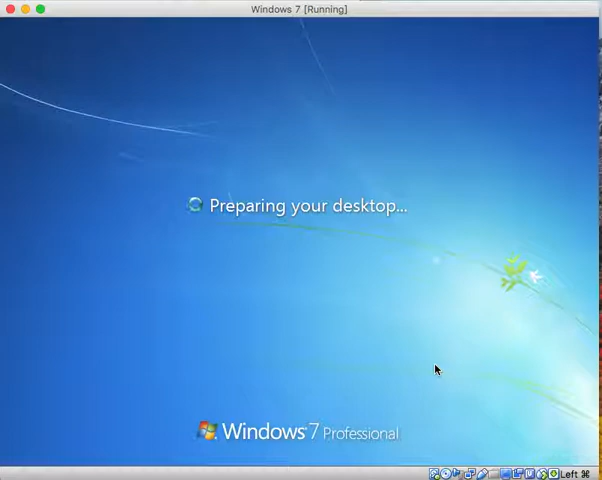 Windows 7 [Running]
Preparing your desktop...
Windows 7 Professional
Left ⌘